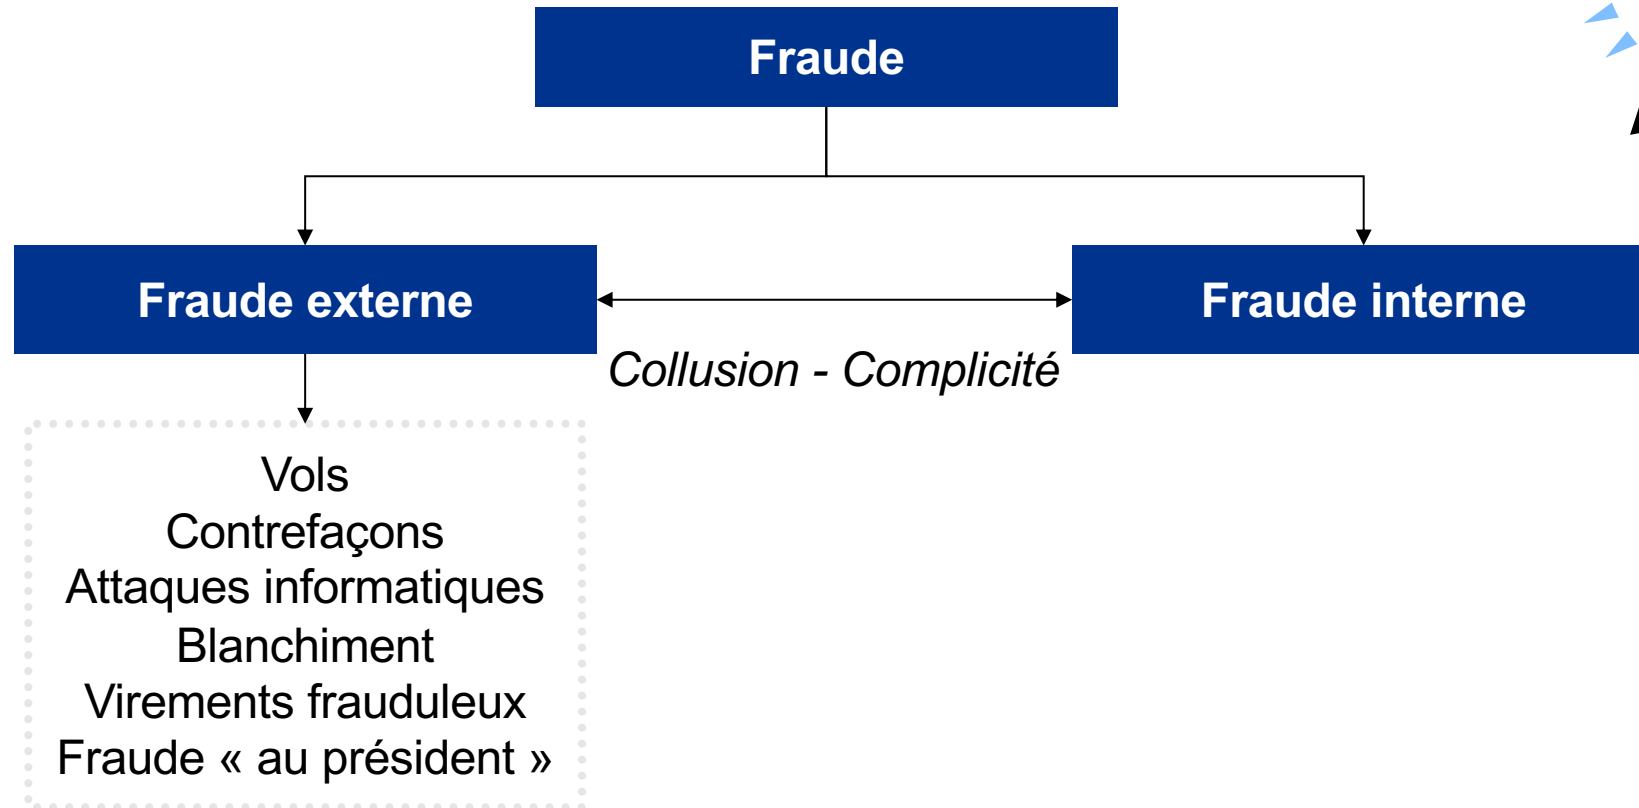 Fraude
Fraude externe
Fraude interne
Collusion - Complicité
Vols
Contrefaçons
Attaques informatiques
Blanchiment
Virements frauduleux
Fraude « au président »